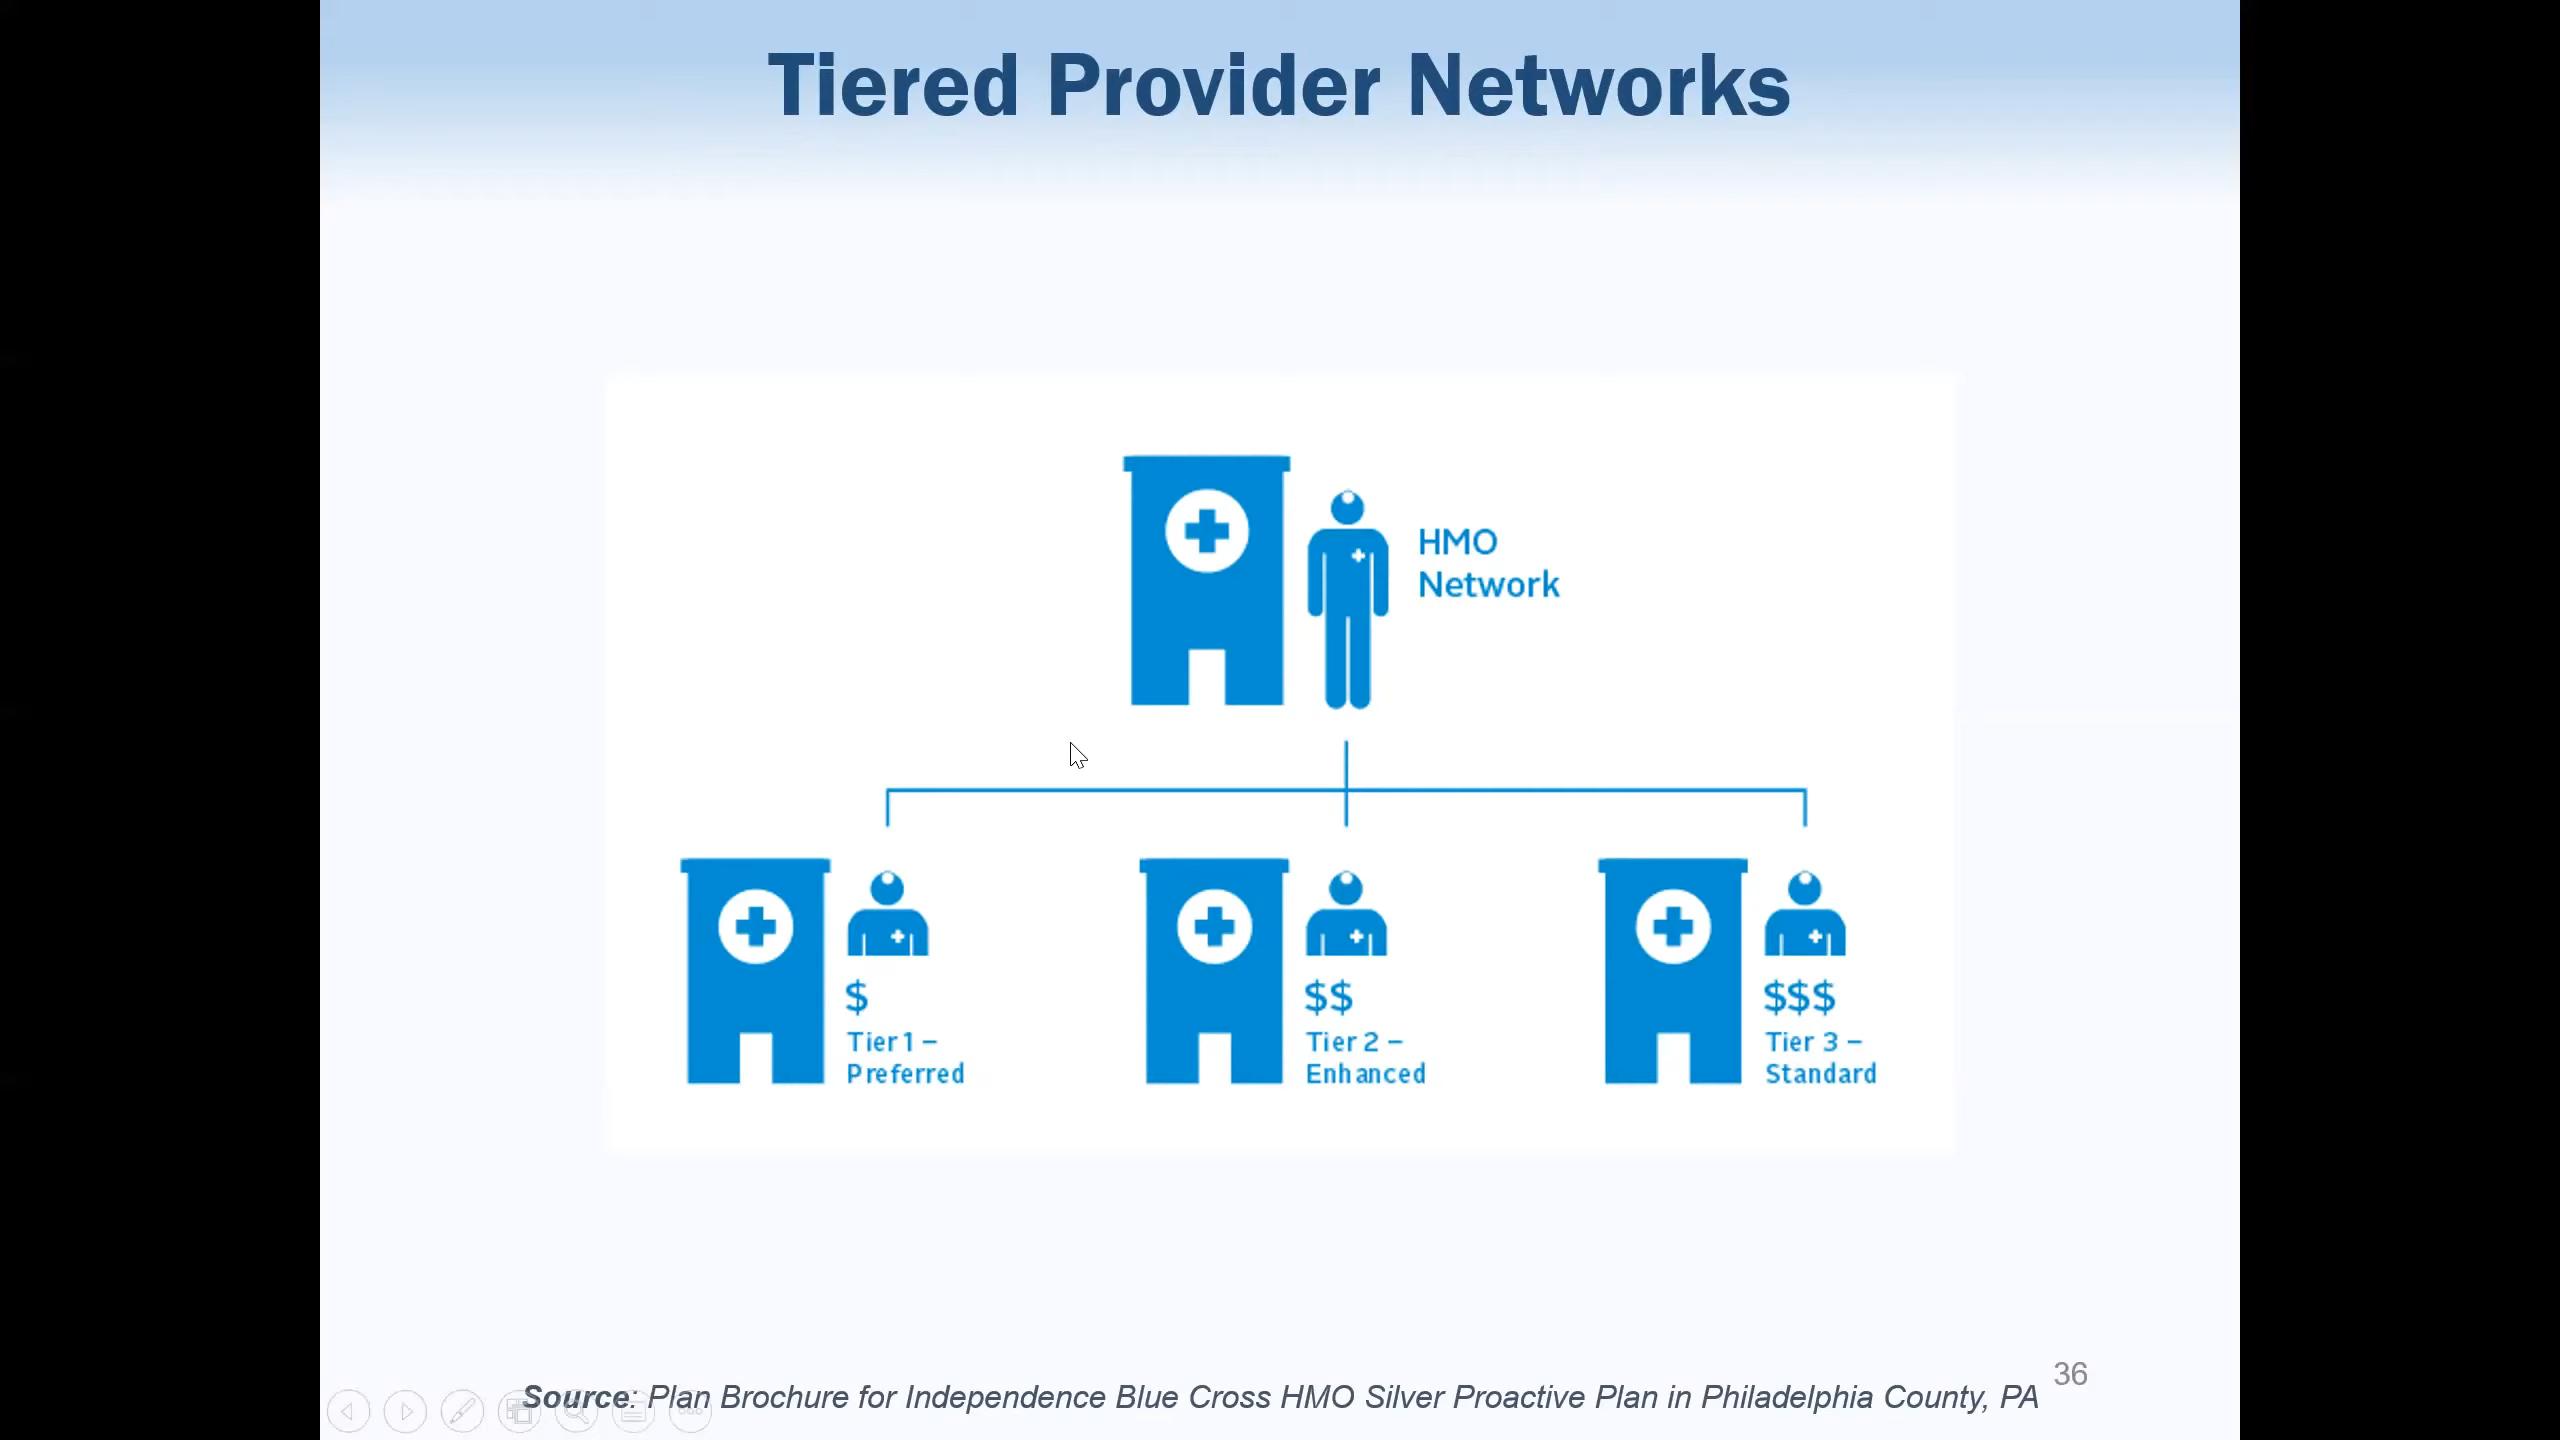 Tiered Provider Networks
HMO
Network
$
Tier 1 –
Preferred
$$
Tier 2 –
Enhanced
$$$
Tier 3 –
Standard
36
Source: Plan Brochure for Independence Blue Cross HMO Silver Proactive Plan in Philadelphia County, PA